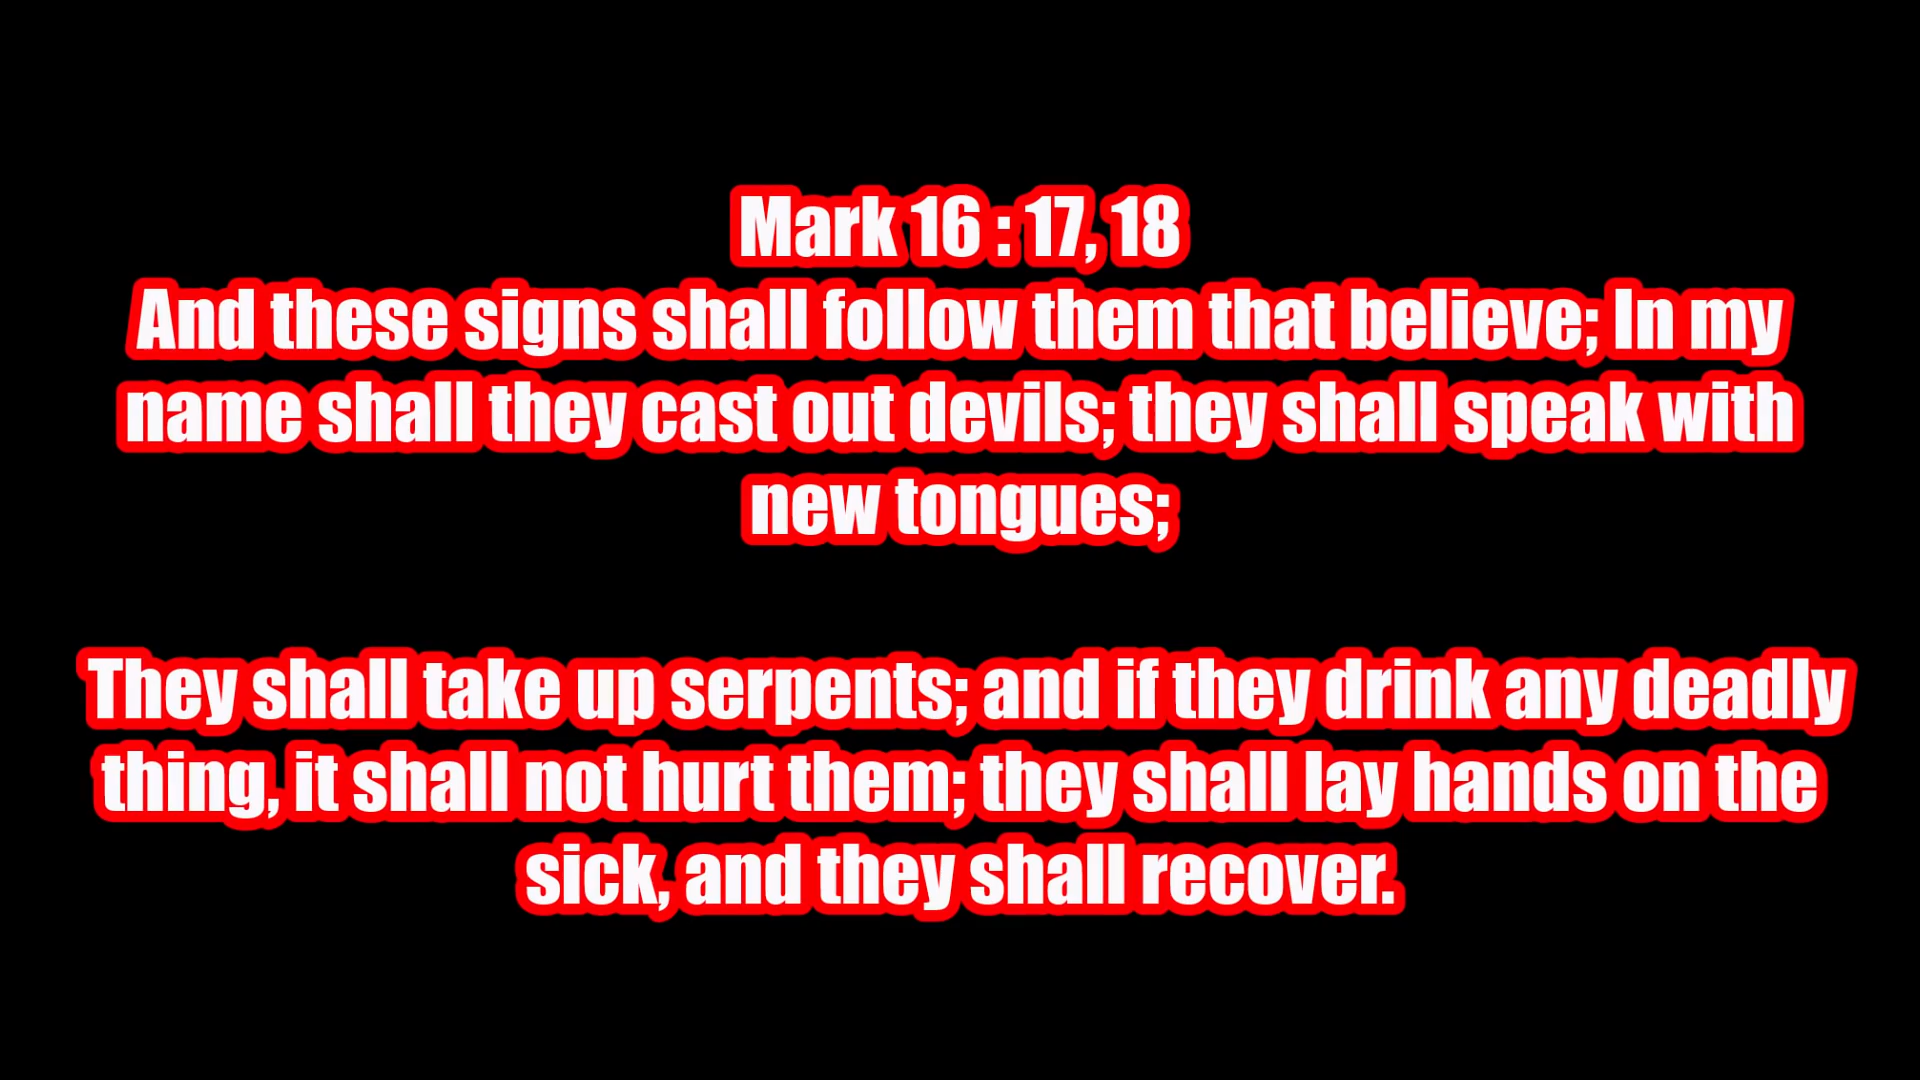 Mark 16 : 17, 18
And these signs shall follow them that believe; In my
name shall they cast out devils; they shall speak with
new tongues;
They shall take up serpents; and if they drink any deadly
thing, it shall not hurt them; they shall lay hands on the
sick, and they shall recover.